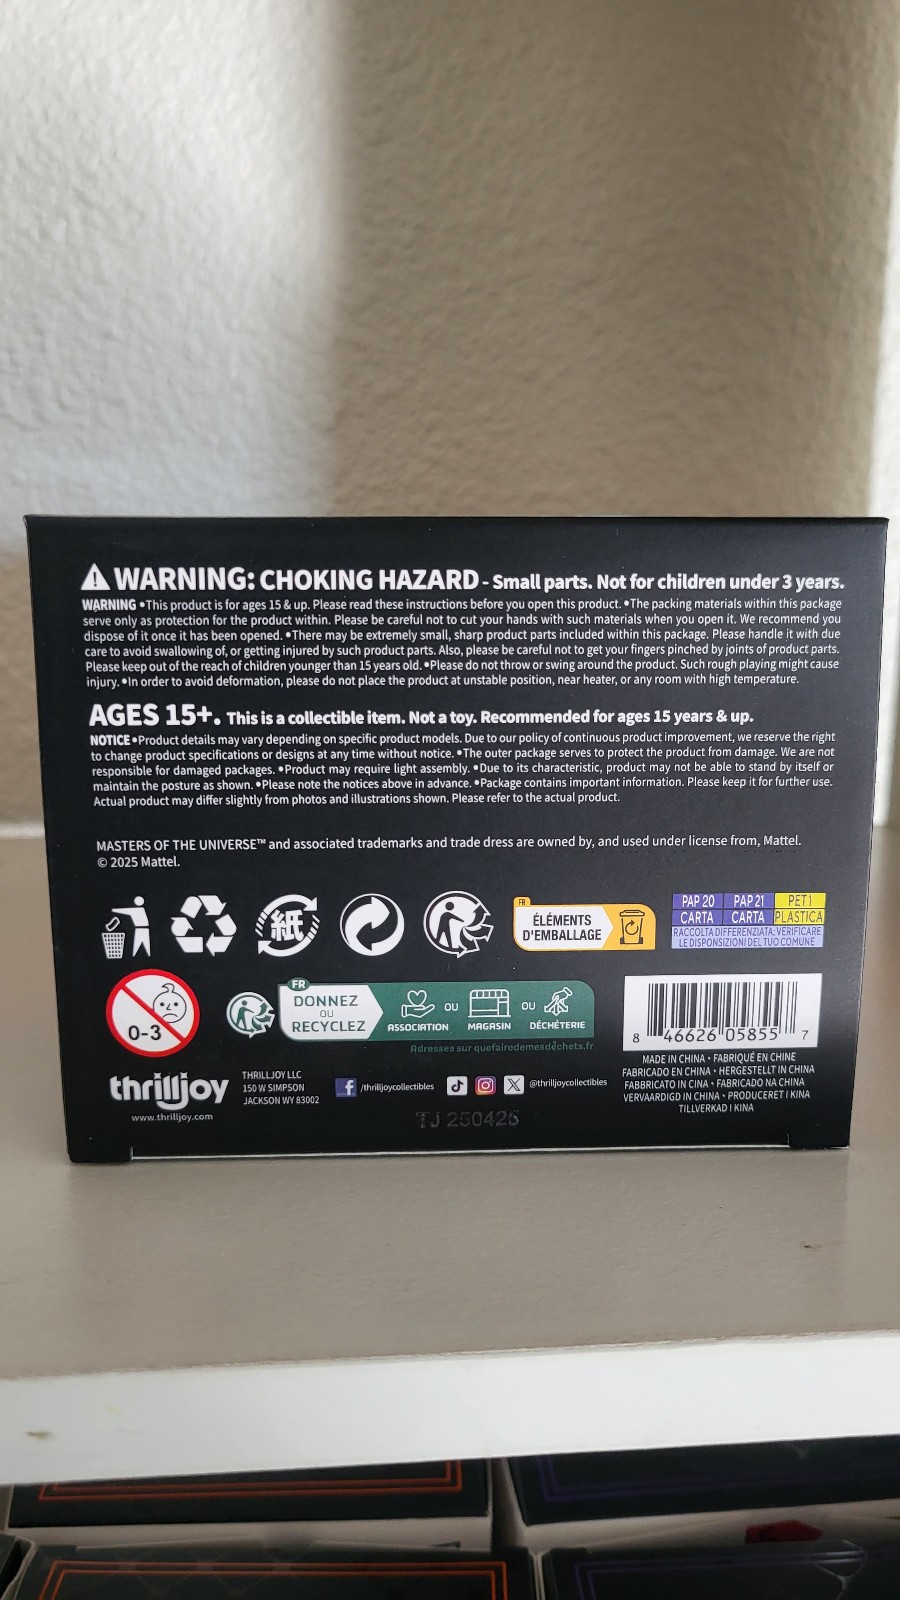 WARNING: CHOKING HAZARD - Small parts. Not for children under 3 years.
WARNING •This product is for ages 15 & up. Please read these instructions before you open this product. •The packing materials within this package
serve only as protection for the product within. Please be careful not to cut your hands with such materials when you open it. We recommend you
dispose of it once it has been opened. •There may be extremely small, sharp product parts included within this package. Please handle it with due
care to avoid swallowing of, or getting injured by such product parts. Also, please be careful not to get your fingers pinched by joints of product parts.
Please keep out of the reach of children younger than 15 years old. •Please do not throw or swing around the product. Such rough playing might cause
injury. •In order to avoid deformation, please do not place the product at unstable position, near heater, or any room with high temperature.
AGES 15+. This is a collectible item. Not a toy. Recommended for ages 15 years & up.
NOTICE •Product details may vary depending on specific product models. Due to our policy of continuous product improvement, we reserve the right
to change product specifications or designs at any time without notice. •The outer package serves to protect the product from damage. We are not
responsible for damaged packages. •Product may require light assembly. •Due to its characteristic, product may not be able to stand by itself or
maintain the posture as shown. •Please note the notices above in advance. •Package contains important information. Please keep it for further use.
Actual product may differ slightly from photos and illustrations shown. Please refer to the actual product.
MASTERS OF THE UNIVERSE™ and associated trademarks and trade dress are owned by, and used under license from, Mattel.
© 2025 Mattel.
紙
FR
ÉLÉMENTS
D'EMBALLAGE
PAP 20 PAP 21 PET 1
CARTA CARTA PLASTICA
RACCOLTA DIFFERENZIATA: VERIFICARE
LE DISPONSIZIONI DEL TUO COMUNE
0-3
FR
DONNEZ
OU
RECYCLEZ
ASSOCIATION OU MAGASIN OU DÉCHÈTERIE
Adresses sur quefairedemesdéchets.fr
8 46626 05855 7
thrilljoy
www.thrilljoy.com
THRILLJOY LLC
150 W SIMPSON
JACKSON WY 83002
/thrilljoycollectibles
@thrilljoycollectibles
TJ 250425
MADE IN CHINA • FABRIQUÉ EN CHINE
FABRICADO EN CHINA • HERGESTELLT IN CHINA
FABBRICATO IN CINA • FABRICADO NA CHINA
VERVAARDIGD IN CHINA • PRODUCERET I KINA
TILLVERKAD I KINA